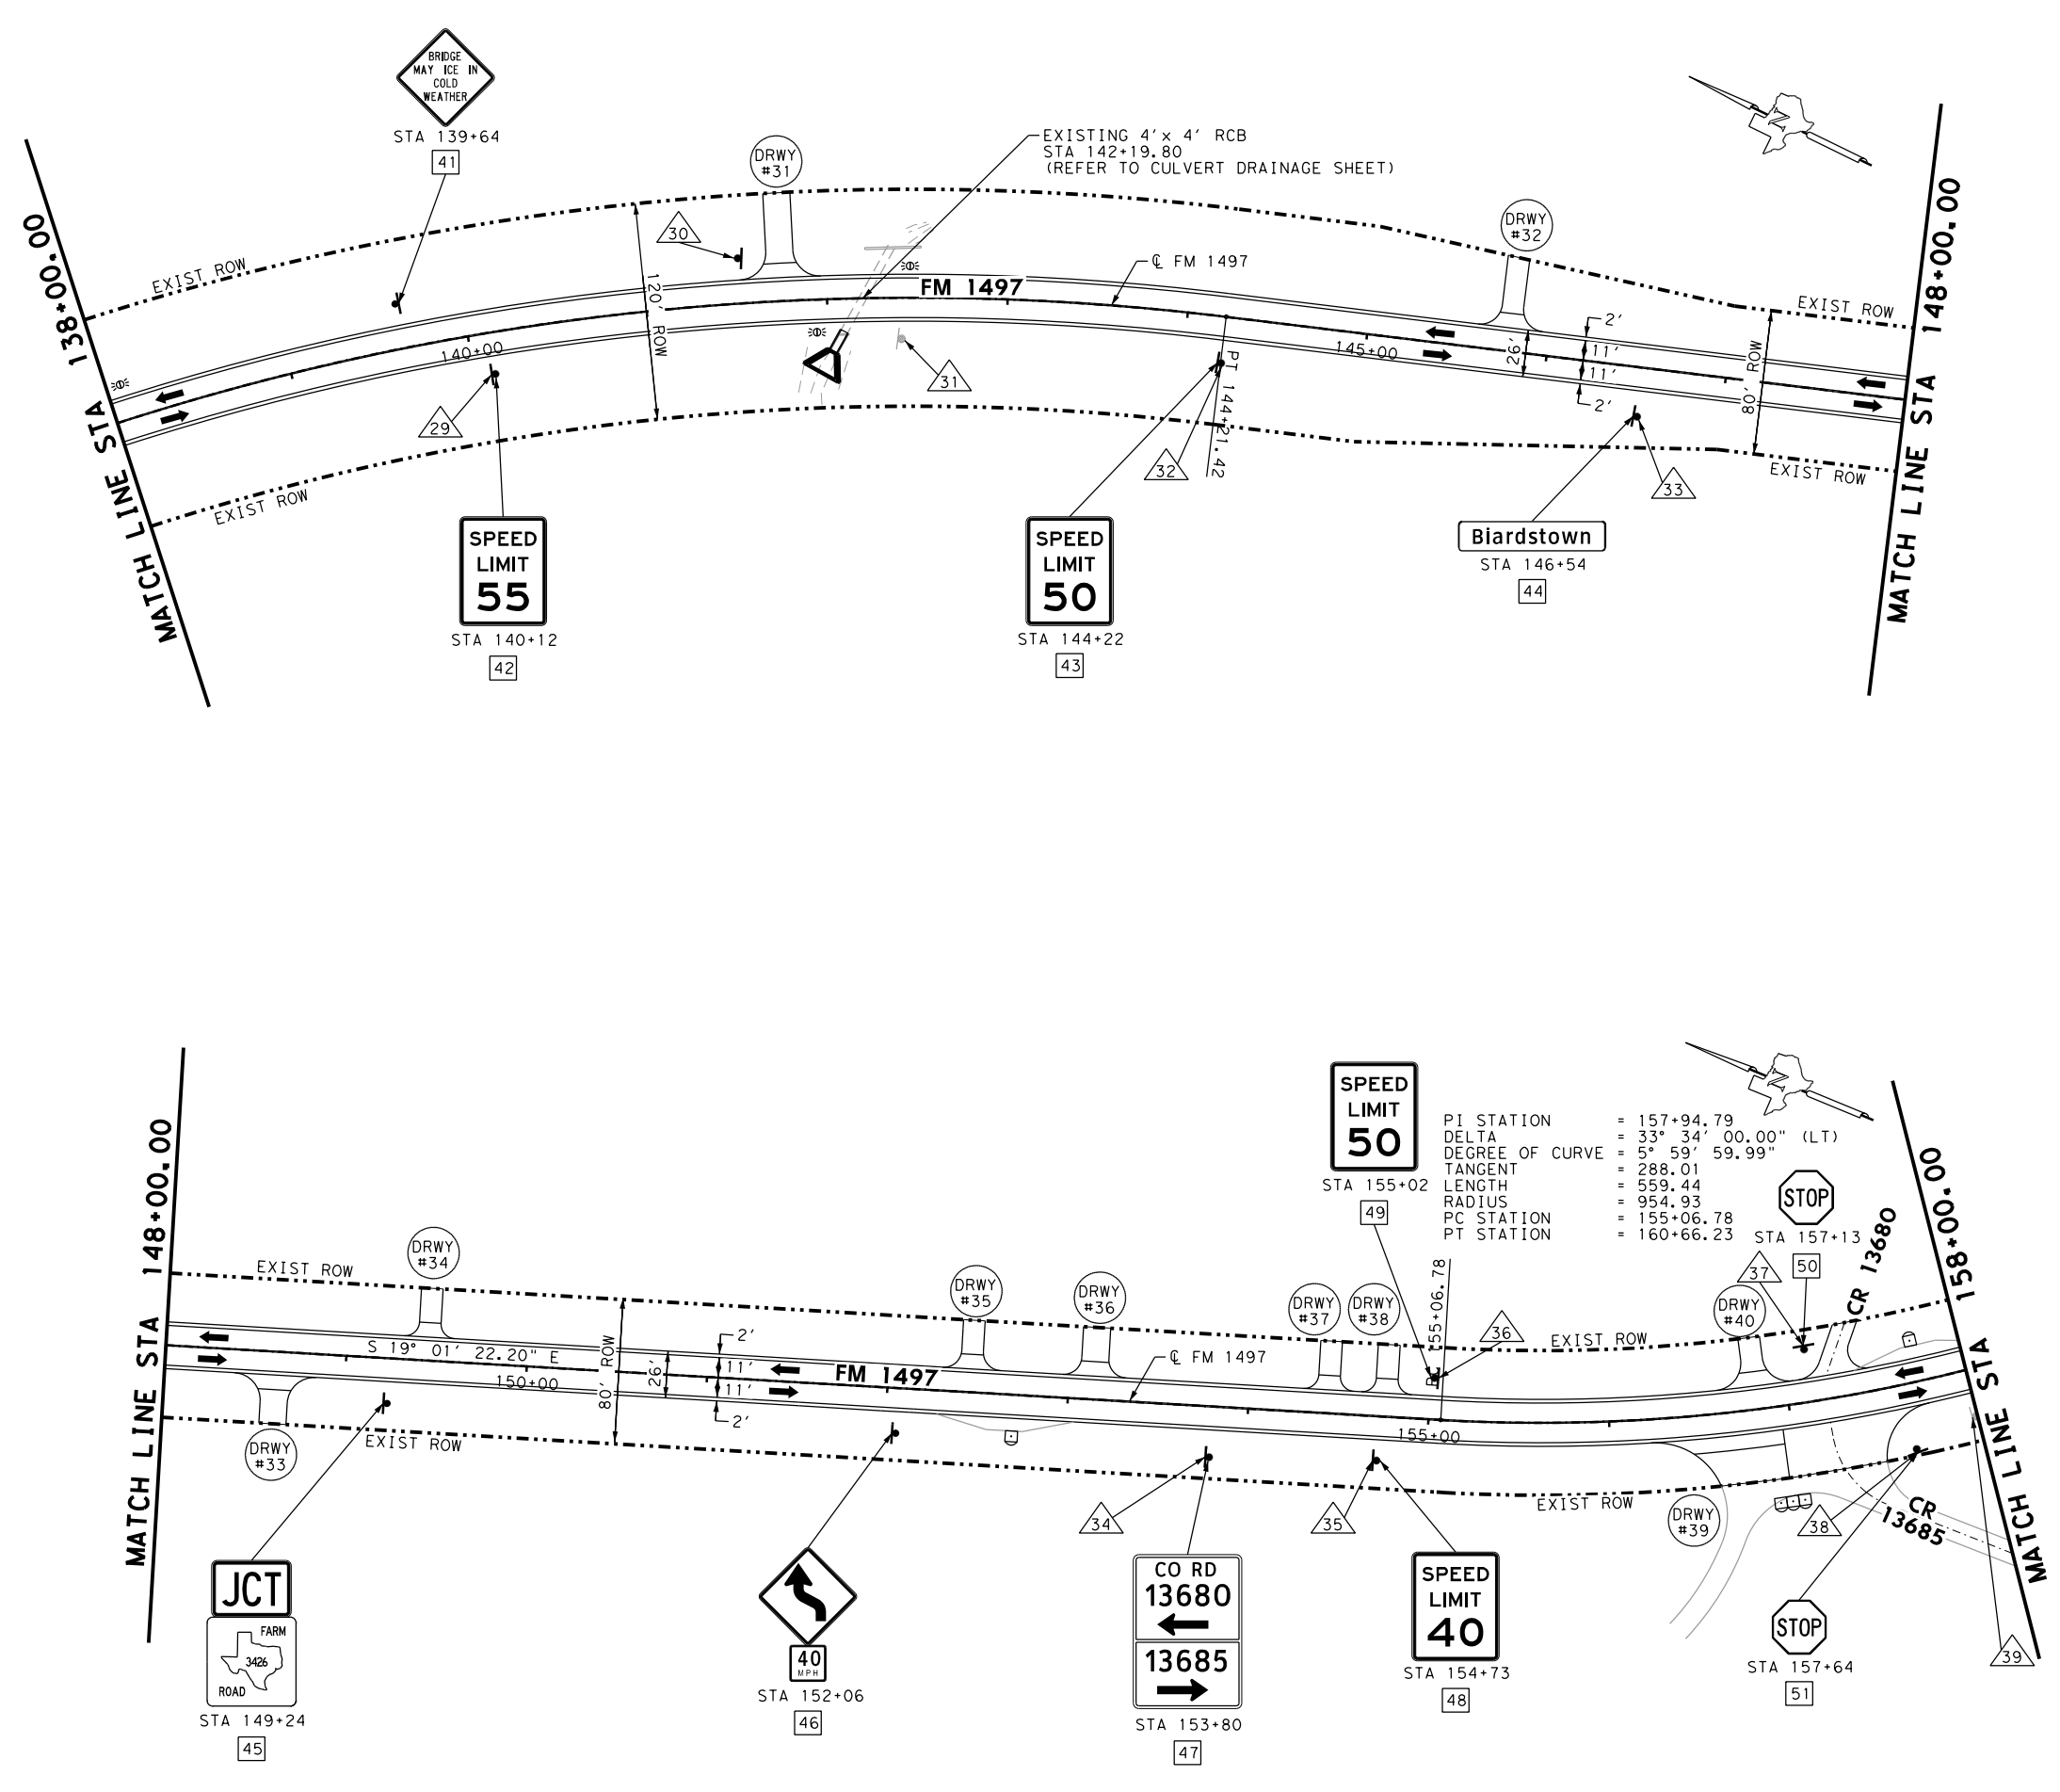 BRIDGE
MAY ICE IN
COLD
WEATHER
STA 139+64
41
EXISTING 4'x 4' RCB
STA 142+19.80
(REFER TO CULVERT DRAINAGE SHEET)
DRWY
#31
30
DRWY
#32
N
138+00.00
MATCH LINE STA
148+00.00
MATCH LINE STA
EXIST ROW
120' ROW
℄ FM 1497
FM 1497
EXIST ROW
2'
11'
26'
11'
2'
80' ROW
140+00
145+00
PT 144+21.42
29
31
32
33
EXIST ROW
EXIST ROW
SPEED
LIMIT
55
STA 140+12
42
SPEED
LIMIT
50
STA 144+22
43
Biardstown
STA 146+54
44
N
SPEED
LIMIT
50
STA 155+02
49
PI STATION = 157+94.79
DELTA = 33° 34' 00.00" (LT)
DEGREE OF CURVE = 5° 59' 59.99"
TANGENT = 288.01
LENGTH = 559.44
RADIUS = 954.93
PC STATION = 155+06.78
PT STATION = 160+66.23
STOP
STA 157+13
50
37
CR 13680
148+00.00
MATCH LINE STA
158+00.00
MATCH LINE STA
EXIST ROW
DRWY
#34
DRWY
#35
DRWY
#36
DRWY
#37
DRWY
#38
PC 155+06.78
36
DRWY
#40
EXIST ROW
S 19° 01' 22.20" E
150+00
80' ROW
26'
2'
11'
11'
2'
FM 1497
℄ FM 1497
155+00
DRWY
#33
EXIST ROW
EXIST ROW
34
35
DRWY
#39
38
CR
13685
39
JCT
FARM
3426
ROAD
STA 149+24
45
40
MPH
STA 152+06
46
CO RD
13680
13685
STA 153+80
47
SPEED
LIMIT
40
STA 154+73
48
STOP
STA 157+64
51